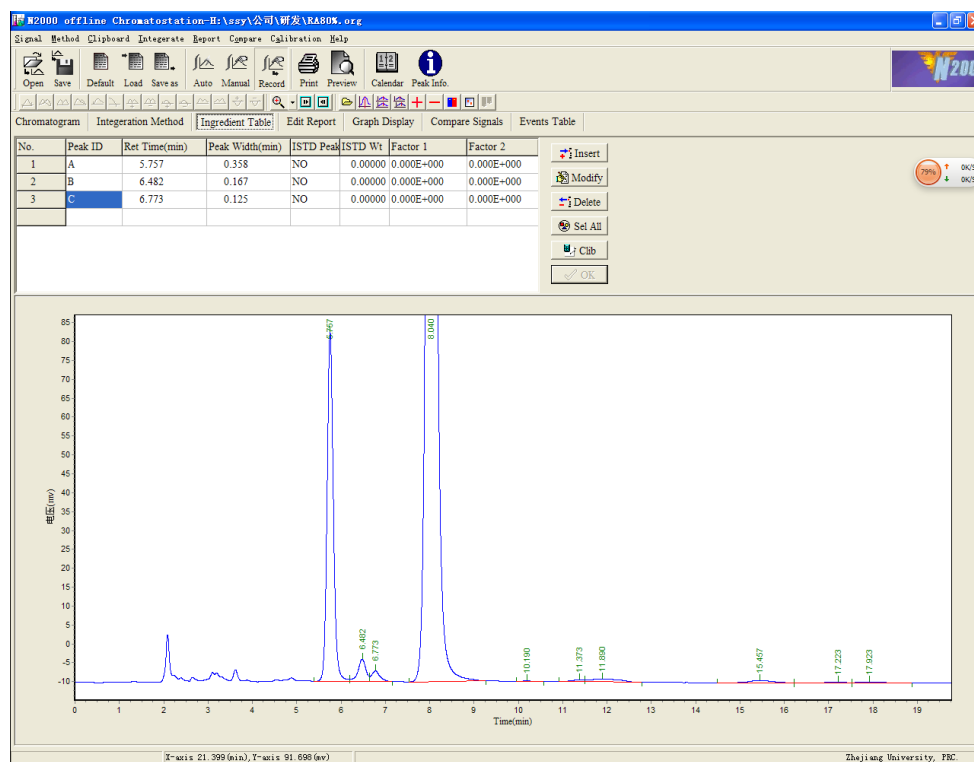 N2000 offline Chromatostation-H:\ssy\公司\研发\RA80%.org
Signal Method Clipboard Integerate Report Compare Calibration Help
Open Save Default Load Save as Auto Manual Record Print Preview Calendar Peak Info.
N200
Chromatogram Integeration Method Ingredient Table Edit Report Graph Display Compare Signals Events Table
No. Peak ID Ret Time(min) Peak Width(min) ISTD Peak ISTD Wt Factor 1 Factor 2
1 A 5.757 0.358 NO 0.00000 0.000E+000 0.000E+000
2 B 6.482 0.167 NO 0.00000 0.000E+000 0.000E+000
3 C 6.773 0.125 NO 0.00000 0.000E+000 0.000E+000
Insert
Modify
Delete
Sel All
Clib
OK
79%
0K/S
0K/S
85
80
75
70
65
60
55
50
45
40
35
30
25
20
15
10
5
0
-5
-10
电压(mv)
5.767
6.482
6.773
8.040
10.190
11.373
11.890
15.457
17.223
17.923
0 1 2 3 4 5 6 7 8 9 10 11 12 13 14 15 16 17 18 19
Time(min)
X-axis 21.399(min),Y-axis 91.698(mv)
Zhejiang University, PRC.